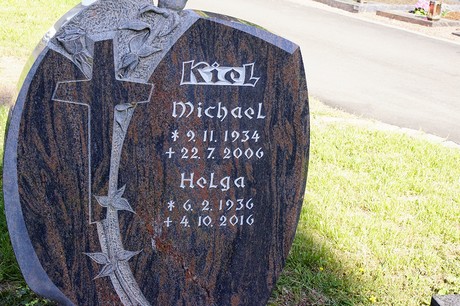 Kiel
Michael
* 9. 11. 1934
+ 22. 7. 2006
Helga
* 6. 2. 1936
+ 4. 10. 2016